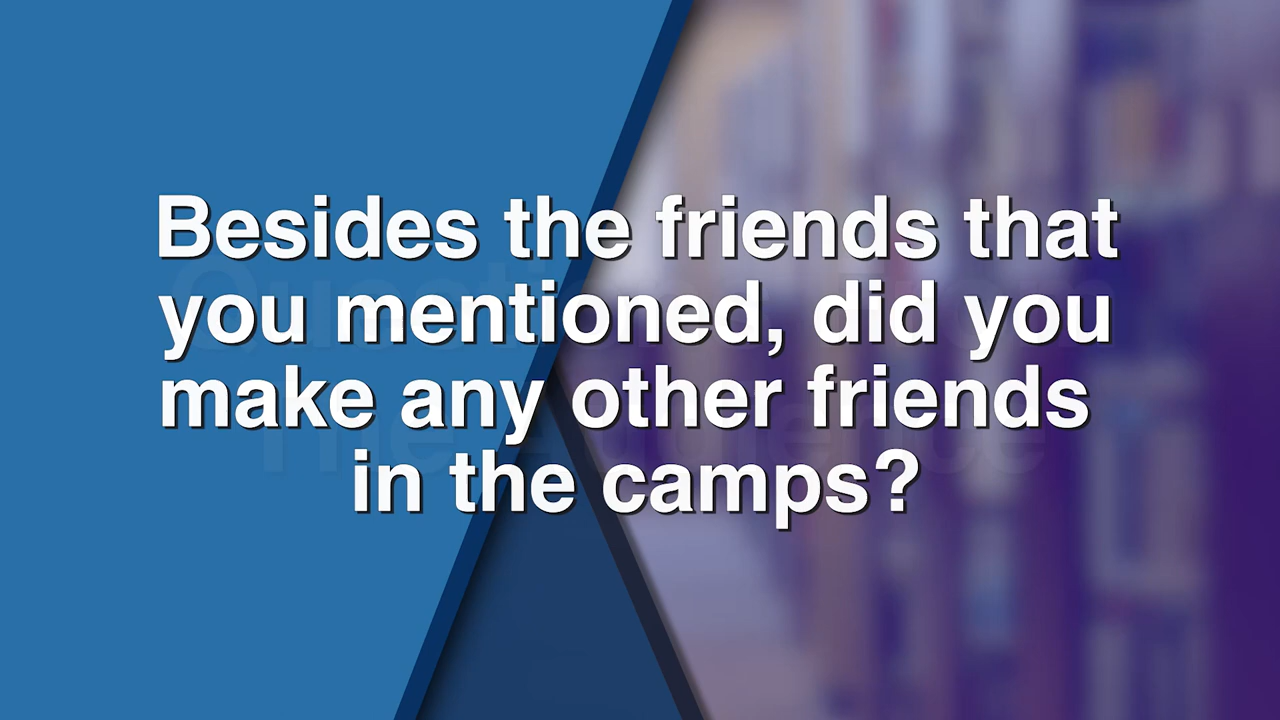 Besides the friends that
you mentioned, did you
make any other friends
in the camps?